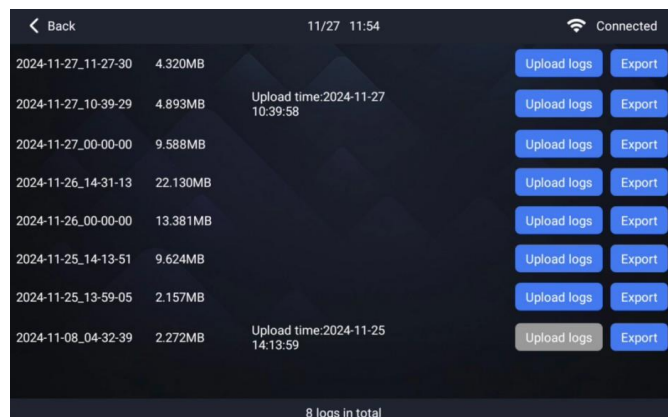 Back 11/27 11:54 Connected
2024-11-27_11-27-30 4.320MB Upload logs Export
2024-11-27_10-39-29 4.893MB Upload time:2024-11-27 Upload logs Export
10:39:58
2024-11-27_00-00-00 9.588MB Upload logs Export
2024-11-26_14-31-13 22.130MB Upload logs Export
2024-11-26_00-00-00 13.381MB Upload logs Export
2024-11-25_14-13-51 9.624MB Upload logs Export
2024-11-25_13-59-05 2.157MB Upload logs Export
2024-11-08_04-32-39 2.272MB Upload time:2024-11-25 Upload logs Export
14:13:59
8 logs in total